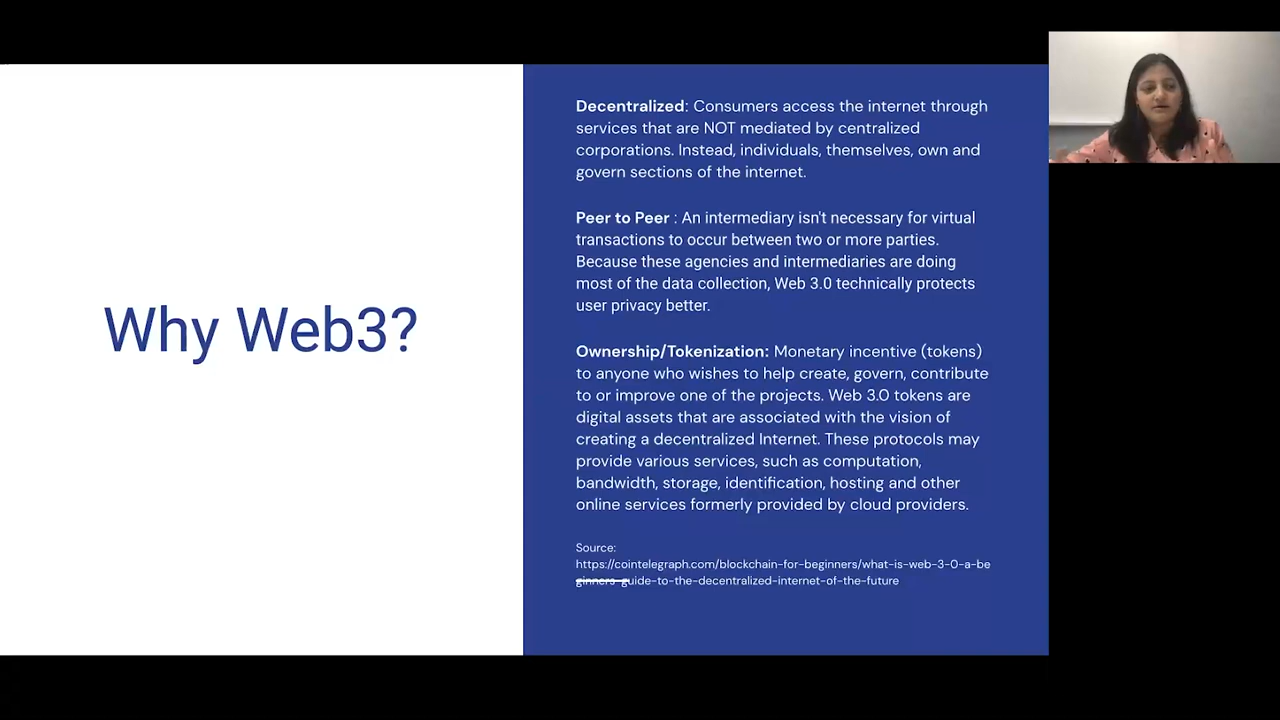 Why Web3?
Decentralized: Consumers access the internet through
services that are NOT mediated by centralized
corporations. Instead, individuals, themselves, own and
govern sections of the internet.
Peer to Peer : An intermediary isn't necessary for virtual
transactions to occur between two or more parties.
Because these agencies and intermediaries are doing
most of the data collection, Web 3.0 technically protects
user privacy better.
Ownership/Tokenization: Monetary incentive (tokens)
to anyone who wishes to help create, govern, contribute
to or improve one of the projects. Web 3.0 tokens are
digital assets that are associated with the vision of
creating a decentralized Internet. These protocols may
provide various services, such as computation,
bandwidth, storage, identification, hosting and other
online services formerly provided by cloud providers.
Source:
https://cointelegraph.com/blockchain-for-beginners/what-is-web-3-0-a-be
ginners-guide-to-the-decentralized-internet-of-the-future